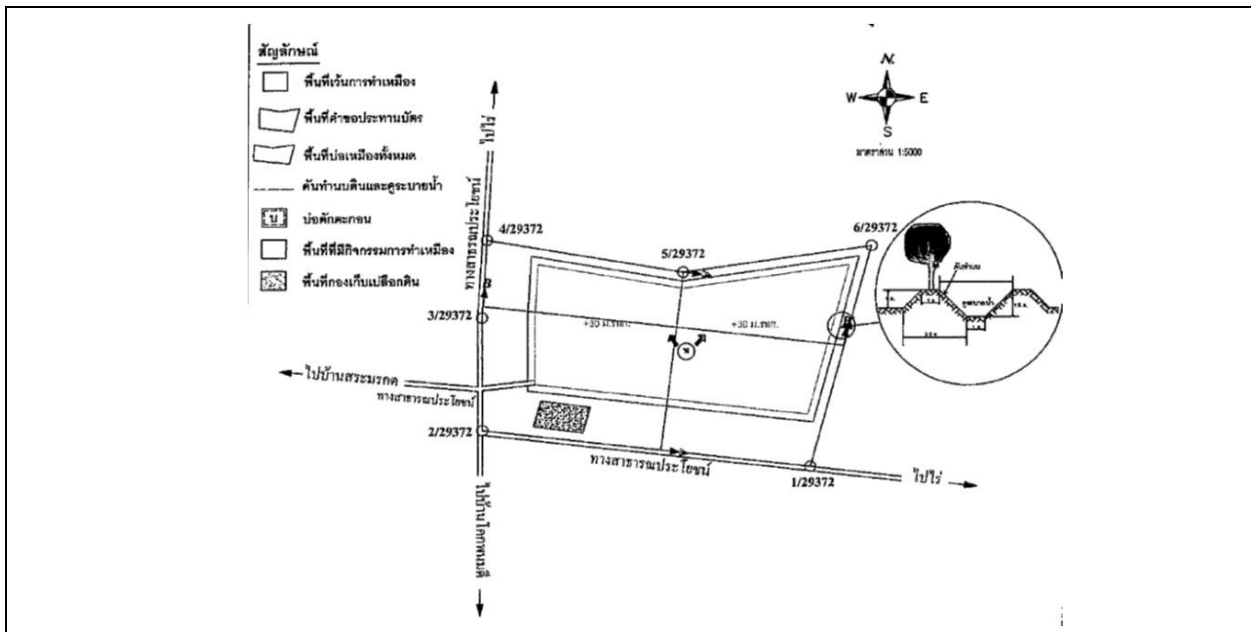 สัญลักษณ์
พื้นที่เว้นการทำเหมือง
พื้นที่คำขอประทานบัตร
พื้นที่บ่อเหมืองทั้งหมด
คันทำนบดินและคูระบายน้ำ
บ่อดักตะกอน
พื้นที่ที่มีกิจกรรมการทำเหมือง
พื้นที่กองเก็บเปลือกดิน
N
W E
S
มาตราส่วน 1:5000
ไปไร่
ทางสาธารณประโยชน์
4/29372
5/29372
6/29372
B
3/29372
+30 ม.รทก.
+30 ม.รทก.
คันทำนบ
คูระบายน้ำ
ไปบ้านสระมรกต
ทางสาธารณประโยชน์
2/29372
ทางสาธารณประโยชน์
1/29372
ไปไร่